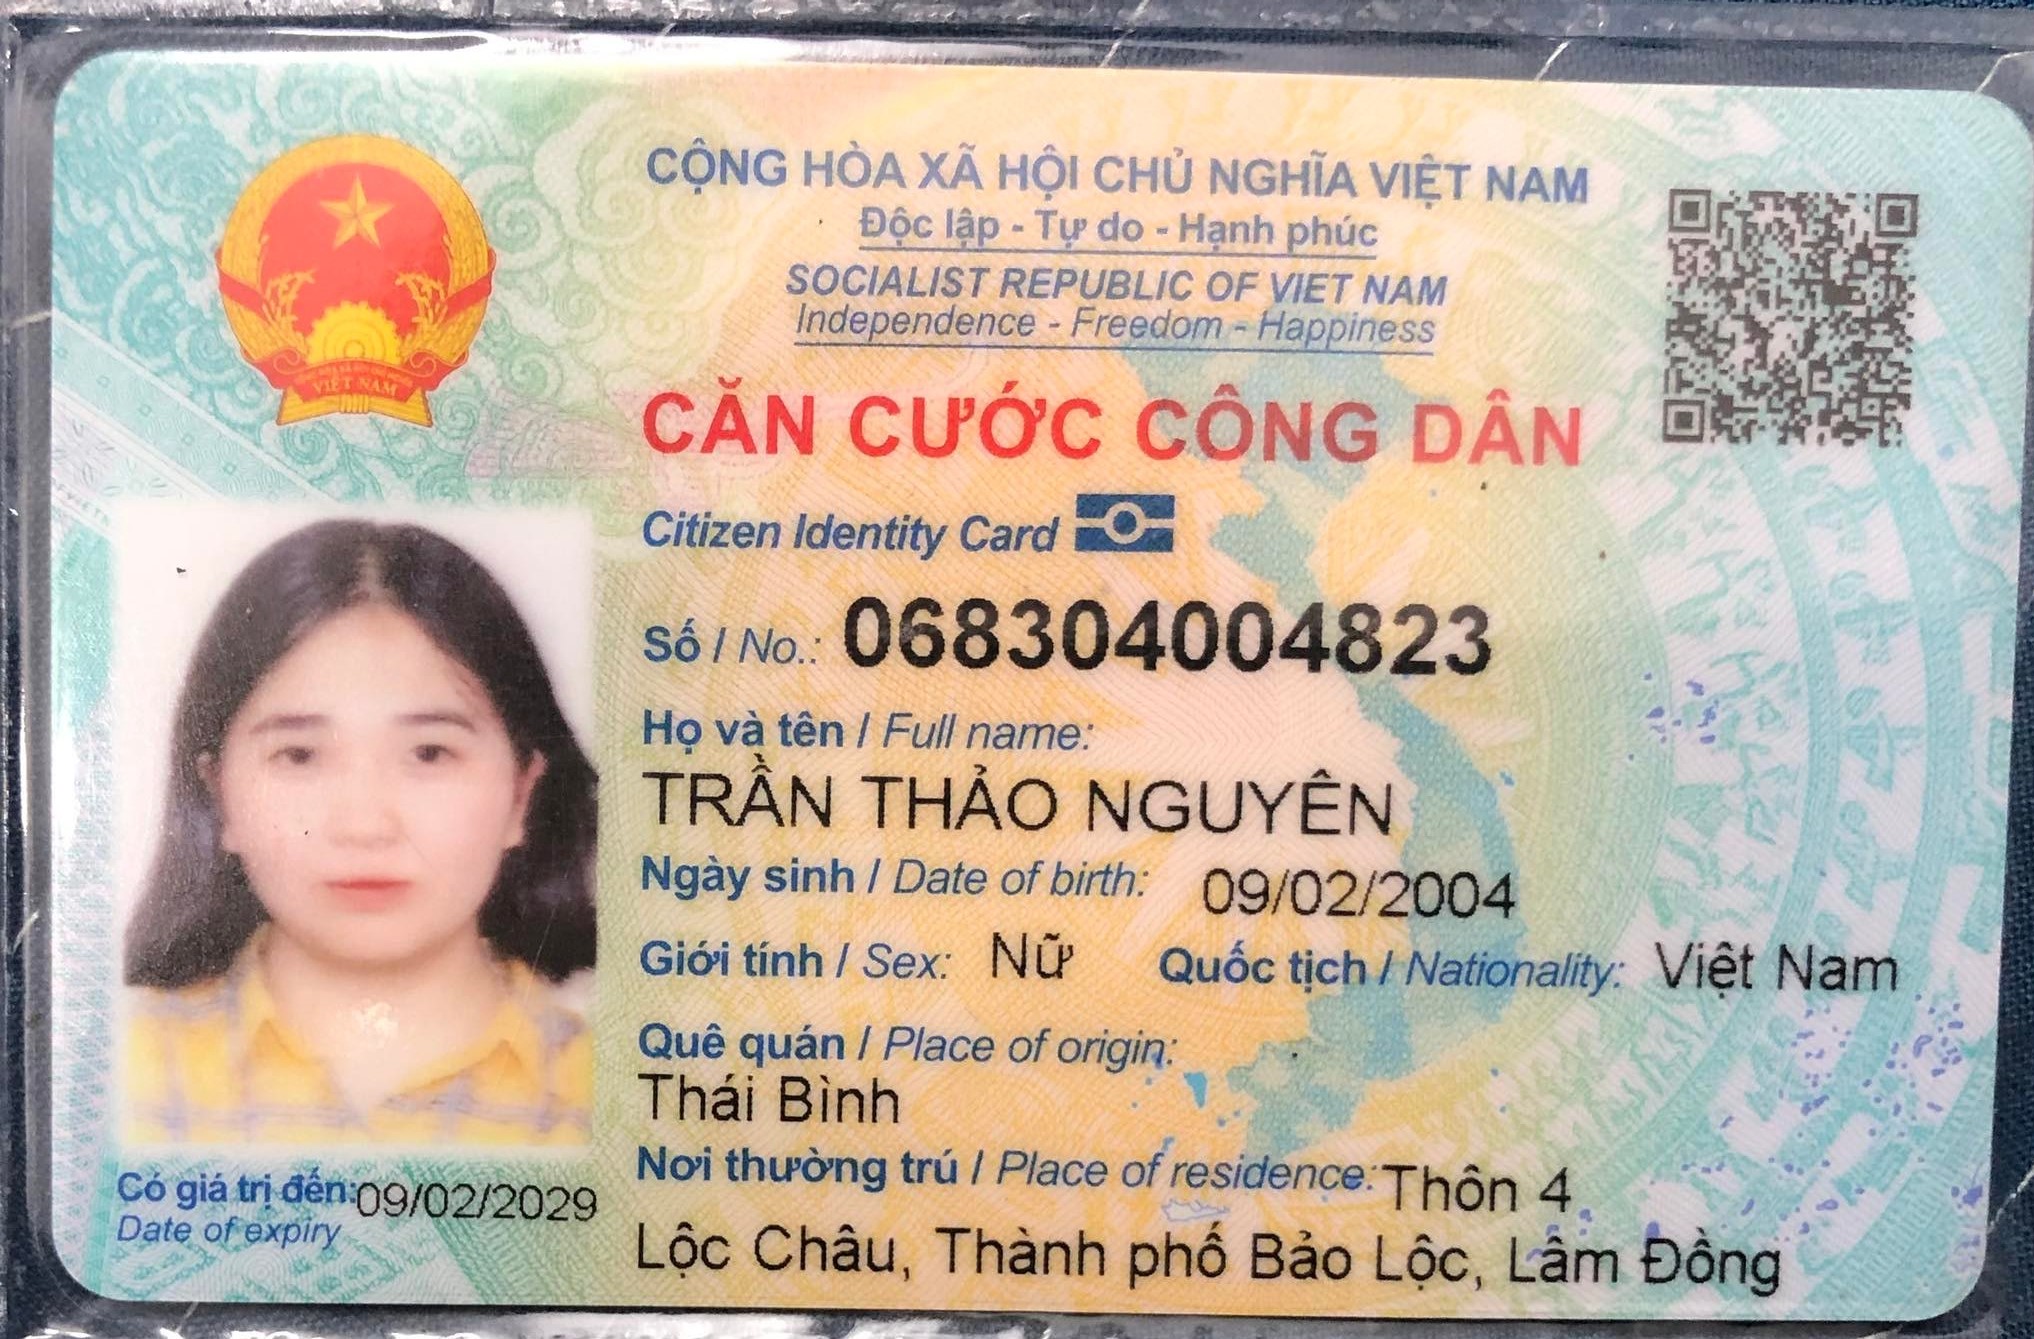 CỘNG HÒA XÃ HỘI CHỦ NGHĨA VIỆT NAM
Độc lập - Tự do - Hạnh phúc
SOCIALIST REPUBLIC OF VIET NAM
Independence - Freedom - Happiness
VIỆT NAM
CĂN CƯỚC CÔNG DÂN
Citizen Identity Card
Số / No.: 068304004823
Họ và tên / Full name:
TRẦN THẢO NGUYÊN
Ngày sinh / Date of birth: 09/02/2004
Giới tính / Sex: Nữ Quốc tịch / Nationality: Việt Nam
Quê quán / Place of origin:
Thái Bình
Nơi thường trú / Place of residence: Thôn 4
Lộc Châu, Thành phố Bảo Lộc, Lâm Đồng
Có giá trị đến: 09/02/2029
Date of expiry